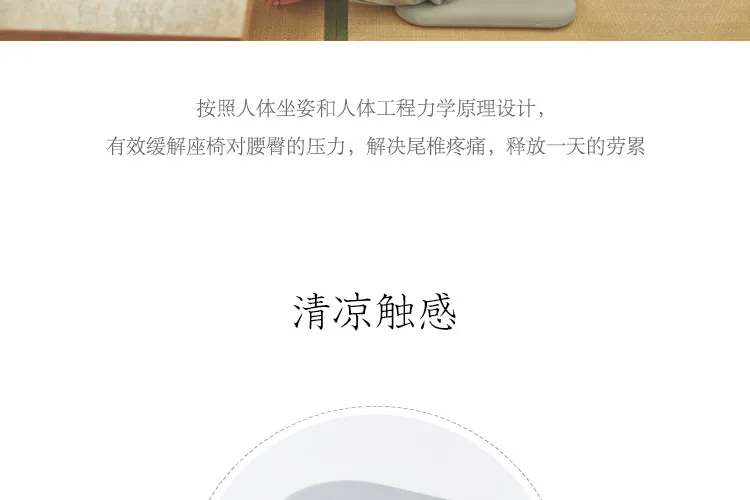 按照人体坐姿和人体工程力学原理设计，
有效缓解座椅对腰臀的压力，解决尾椎疼痛，释放一天的劳累
清凉触感